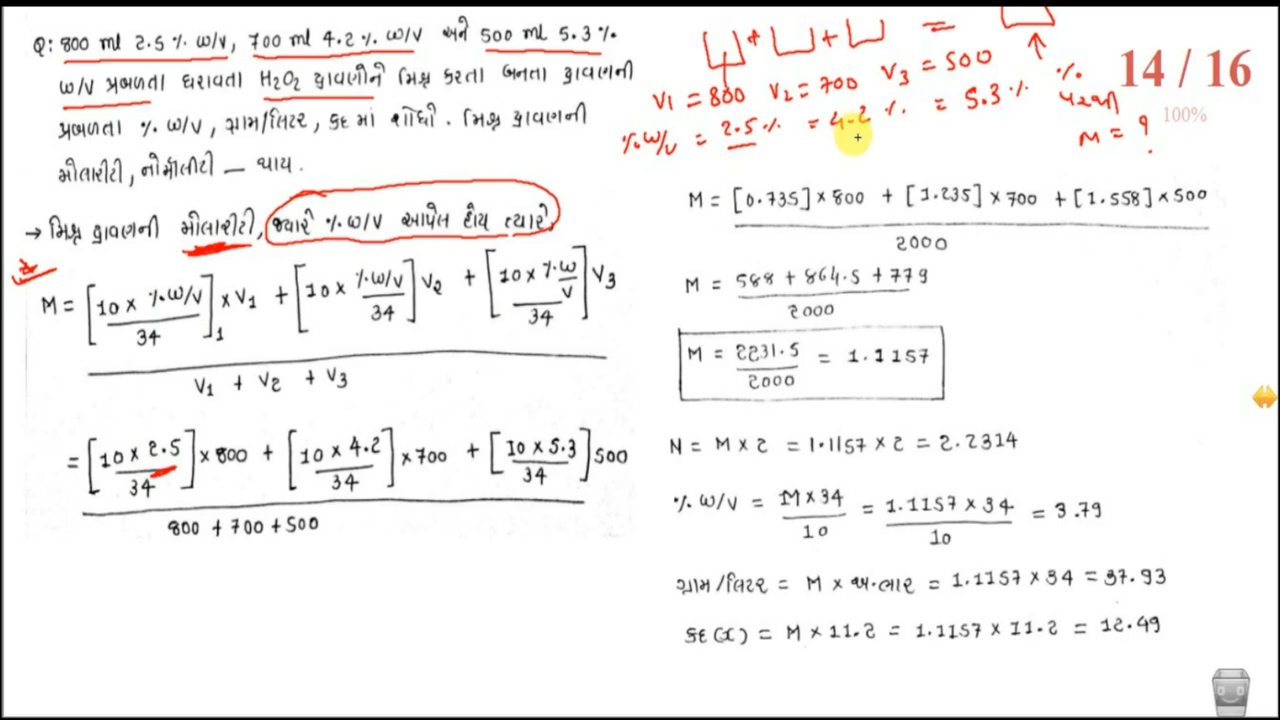 Q: 800 ml 2.5 % w/v, 700 ml 4.2 % w/v અને 500 ml 5.3 %
w/v પ્રબળતા ધરાવતા H2O2 દ્રાવણોને મિશ્ર કરતા બનતા દ્રાવણની
પ્રબળતા % w/v, ગ્રામ/લિટર, કદ માં શોધો. મિશ્ર દ્રાવણની
મોલારીટી, નોર્માલીટી — થાય.
→ મિશ્ર દ્રાવણની મોલારીટી, જ્યારે % w/v આપેલ હોય ત્યારે,
M = [10 x % w/v / 34]1 x V1 + [10 x % w/v / 34] V2 + [10 x % w/v / 34] V3
V1 + V2 + V3
= [10 x 2.5 / 34] x 800 + [10 x 4.2 / 34] x 700 + [10 x 5.3 / 34] 500
800 + 700 + 500
+ + =
V1 = 800 V2 = 700 V3 = 500
% w/v = 2.5 % = 4.2 % = 5.3 %
%
M = ?
14 / 16
100%
M = [0.735] x 800 + [1.235] x 700 + [1.558] x 500
2000
M = 588 + 864.5 + 779
2000
M = 2231.5 / 2000 = 1.1157
N = M x 2 = 1.1157 x 2 = 2.2314
% w/v = M x 34 / 10 = 1.1157 x 34 / 10 = 3.79
ગ્રામ/લિટર = M x અ.ભાર = 1.1157 x 34 = 37.93
કદ (x) = M x 11.2 = 1.1157 x 11.2 = 12.49